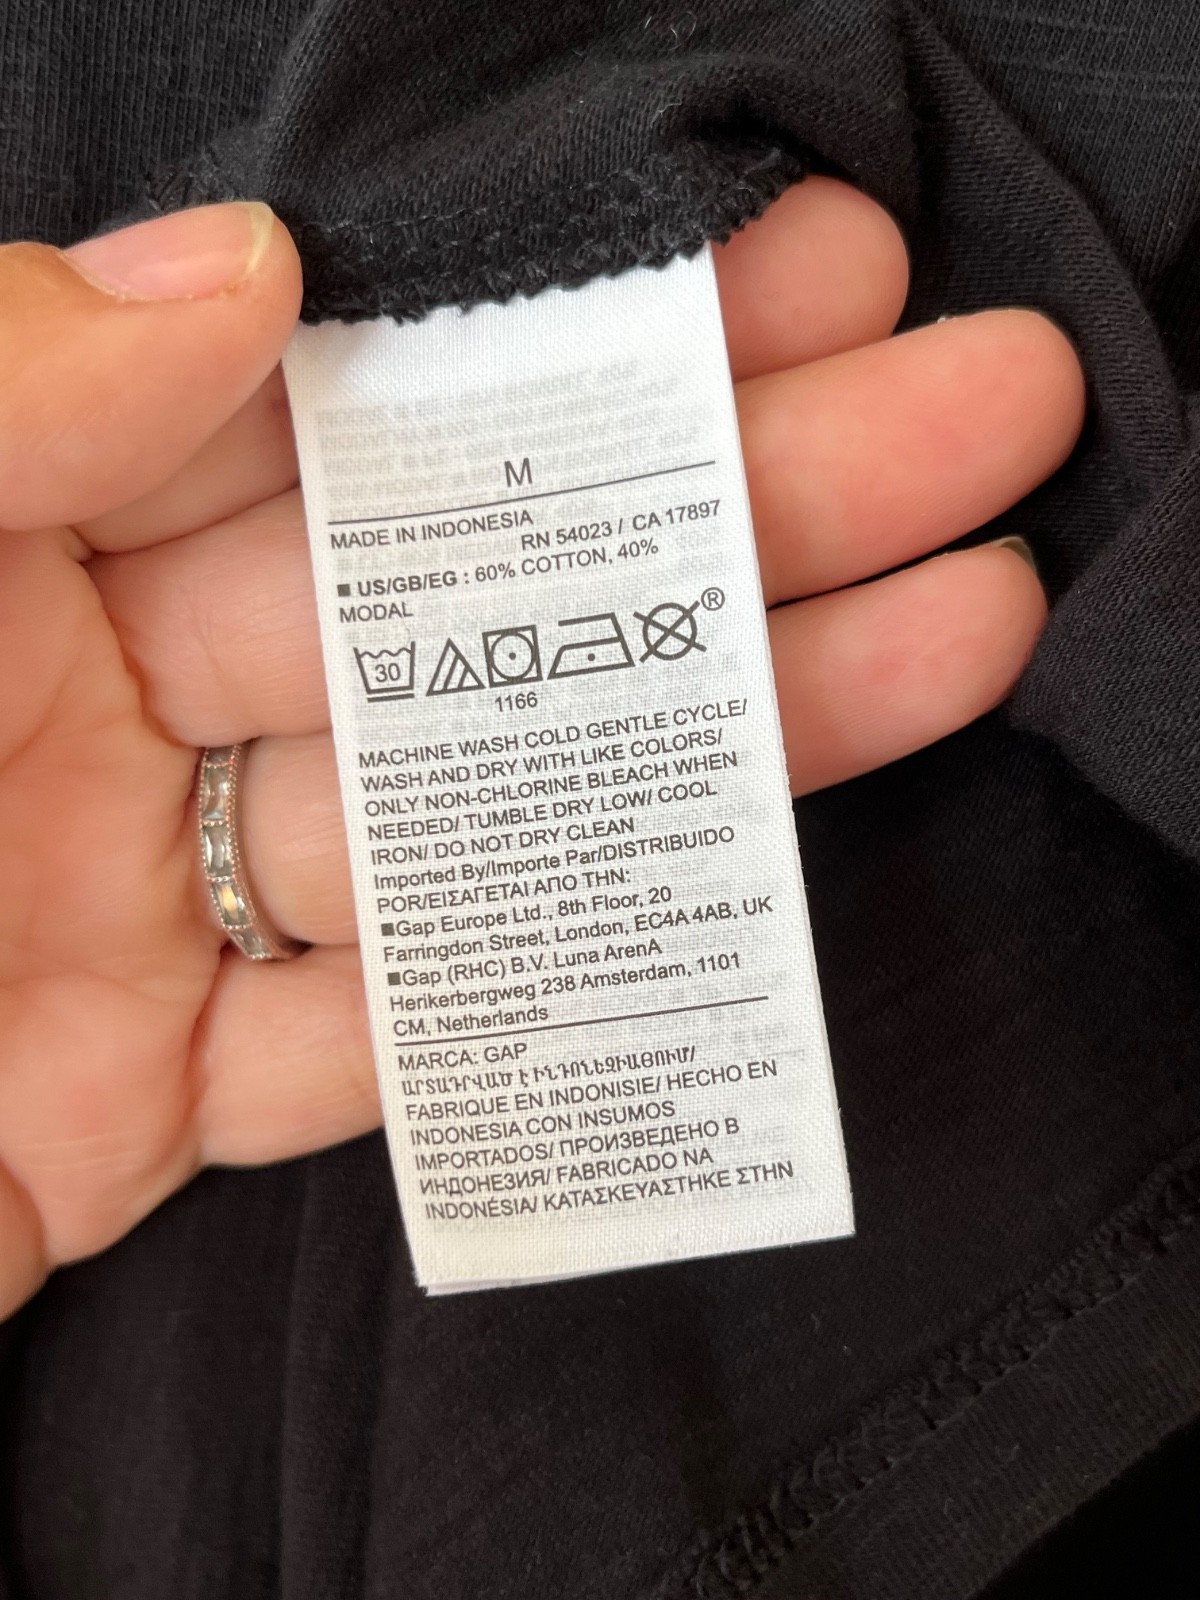 M
MADE IN INDONESIA
RN 54023 / CA 17897
■ US/GB/EG : 60% COTTON, 40%
MODAL
30
®
1166
MACHINE WASH COLD GENTLE CYCLE/
WASH AND DRY WITH LIKE COLORS/
ONLY NON-CHLORINE BLEACH WHEN
NEEDED/ TUMBLE DRY LOW/ COOL
IRON/ DO NOT DRY CLEAN
Imported By/Importe Par/DISTRIBUIDO
POR/ΕΙΣΑΓΕΤΑΙ ΑΠΟ ΤΗΝ:
■Gap Europe Ltd., 8th Floor, 20
Farringdon Street, London, EC4A 4AB, UK
■Gap (RHC) B.V. Luna ArenA
Herikerbergweg 238 Amsterdam, 1101
CM, Netherlands
MARCA: GAP
ԱՐՏԱԴՐՎԱԾ Է ԻՆԴՈՆԵԶԻԱՅՈՒՄ/
FABRIQUE EN INDONISIE/ HECHO EN
INDONESIA CON INSUMOS
IMPORTADOS/ ПРОИЗВЕДЕНО В
ИНДОНЕЗИЯ/ FABRICADO NA
INDONÉSIA/ ΚΑΤΑΣΚΕΥΑΣΤΗΚΕ ΣΤΗΝ